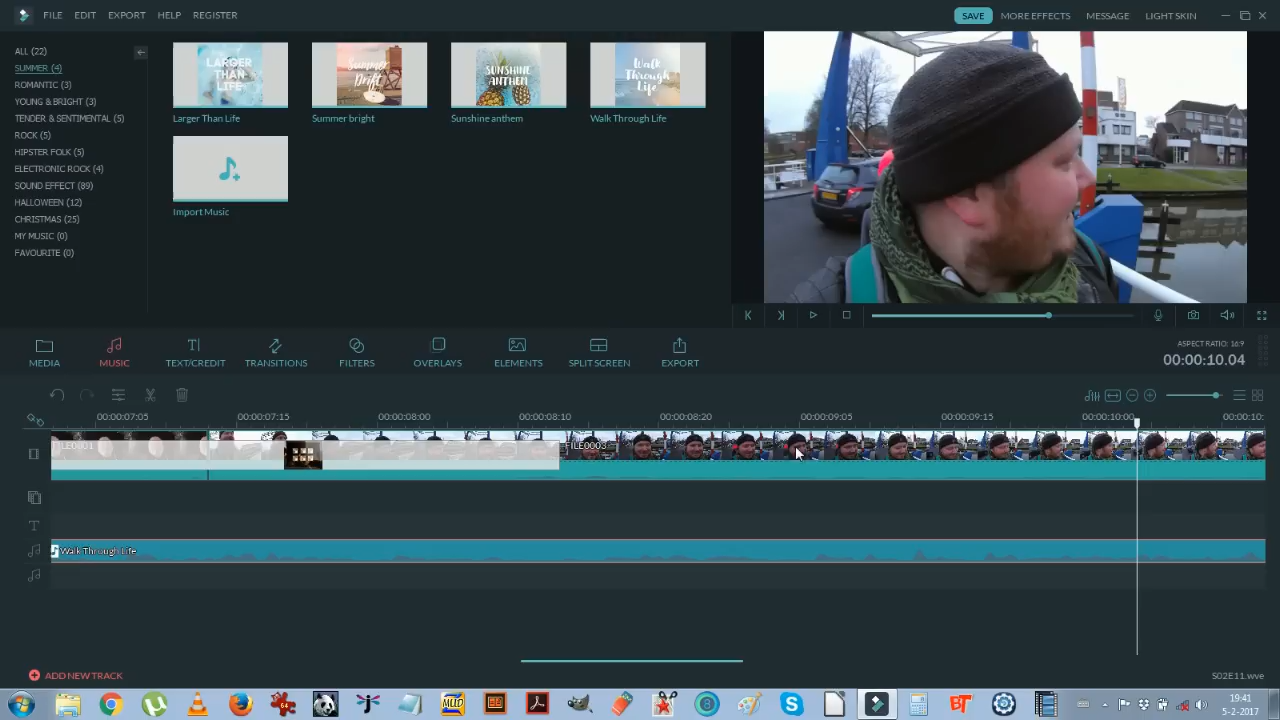 FILE EDIT EXPORT HELP REGISTER
SAVE MORE EFFECTS MESSAGE LIGHT SKIN
ALL (22)
SUMMER (4)
ROMANTIC (3)
YOUNG & BRIGHT (3)
TENDER & SENTIMENTAL (5)
ROCK (5)
HIPSTER FOLK (5)
ELECTRONIC ROCK (4)
SOUND EFFECT (89)
HALLOWEEN (12)
CHRISTMAS (25)
MY MUSIC (0)
FAVOURITE (0)
LARGER
THAN
LIFE
Larger Than Life
Summer
Drift
Summer bright
SUNSHINE
ANTHEM
Sunshine anthem
Walk
Through
Life
Walk Through Life
Import Music
MEDIA MUSIC TEXT/CREDIT TRANSITIONS FILTERS OVERLAYS ELEMENTS SPLIT SCREEN EXPORT
ASPECT RATIO: 16:9
00:00:10.04
00:00:07:05 00:00:07:15 00:00:08:00 00:00:08:10 00:00:08:20 00:00:09:05 00:00:09:15 00:00:10:00 00:00:10:
FILE0001 FILE0003
Walk Through Life
ADD NEW TRACK
S02E11.wve
19:41
5-2-2017